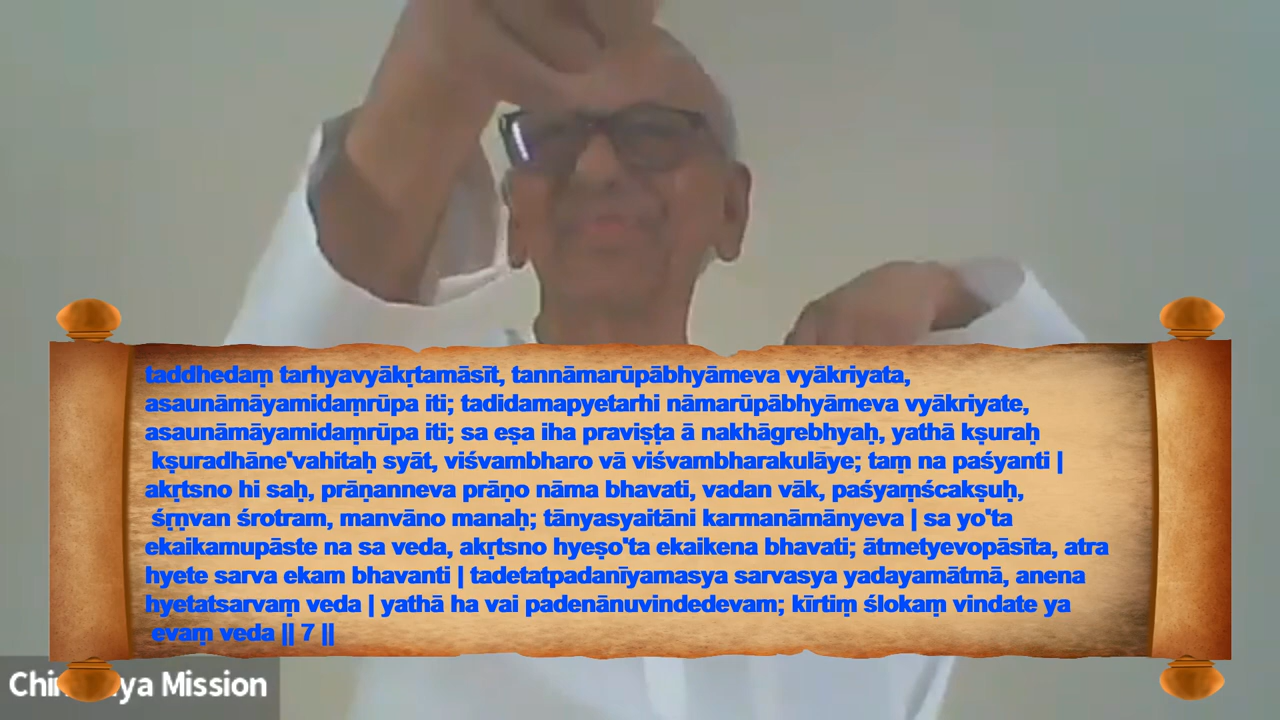 taddhedaṃ tarhyavyākṛtamāsīt, tannāmarūpābhyāmeva vyākriyata,
asaunāmāyamidaṃrūpa iti; tadidamapyetarhi nāmarūpābhyāmeva vyākriyate,
asaunāmāyamidaṃrūpa iti; sa eṣa iha praviṣṭa ā nakhāgrebhyaḥ, yathā kṣuraḥ
kṣuradhāne'vahitaḥ syāt, viśvambharo vā viśvambharakulāye; taṃ na paśyanti |
akṛtsno hi saḥ, prāṇanneva prāṇo nāma bhavati, vadan vāk, paśyaṃścakṣuḥ,
śṛṇvan śrotram, manvāno manaḥ; tānyasyaitāni karmanāmānyeva | sa yo'ta
ekaikamupāste na sa veda, akṛtsno hyeṣo'ta ekaikena bhavati; ātmetyevopāsīta, atra
hyete sarva ekam bhavanti | tadetatpadanīyamasya sarvasya yadayamātmā, anena
hyetatsarvaṃ veda | yathā ha vai padenānuvindedevam; kīrtiṃ ślokaṃ vindate ya
evaṃ veda || 7 ||
Mission